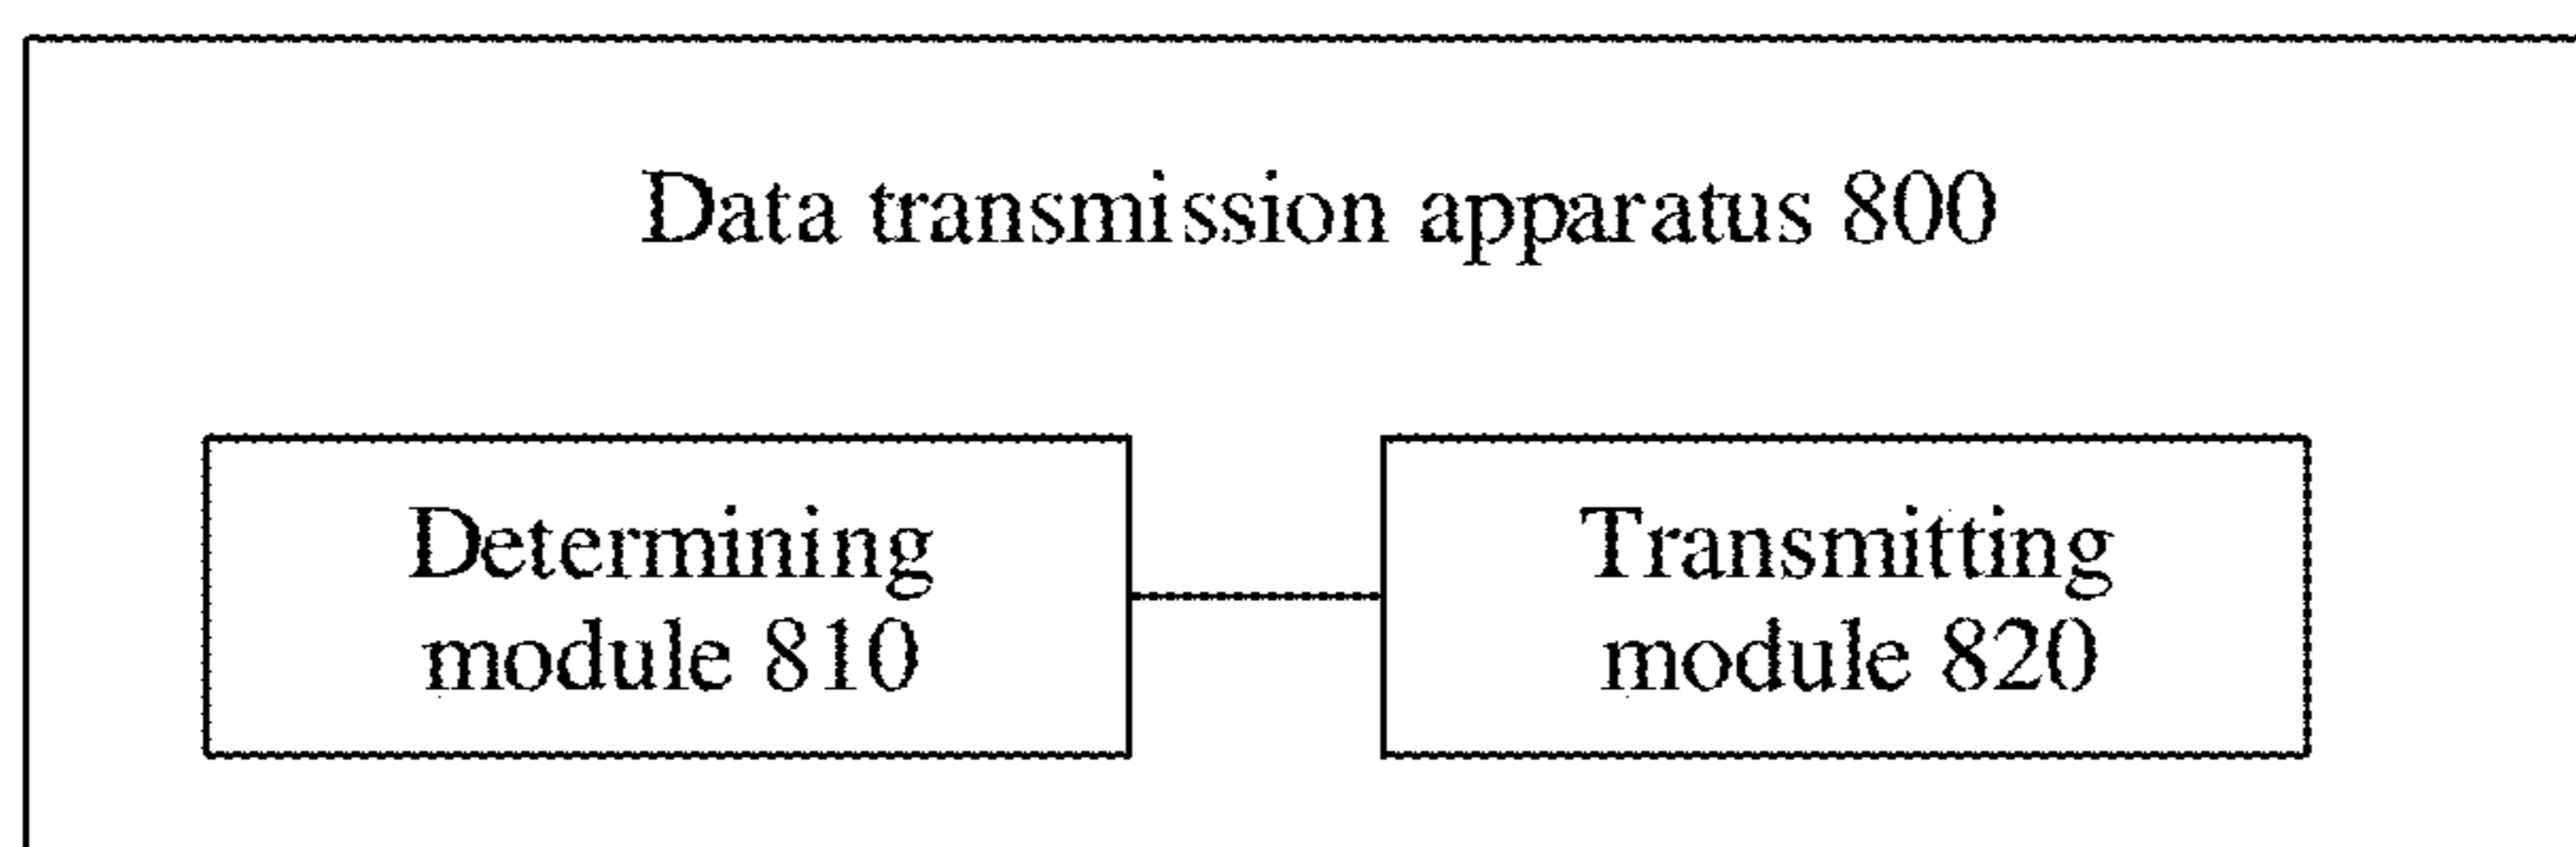 Data transmission apparatus 800
Determining
module 810
Transmitting
module 820